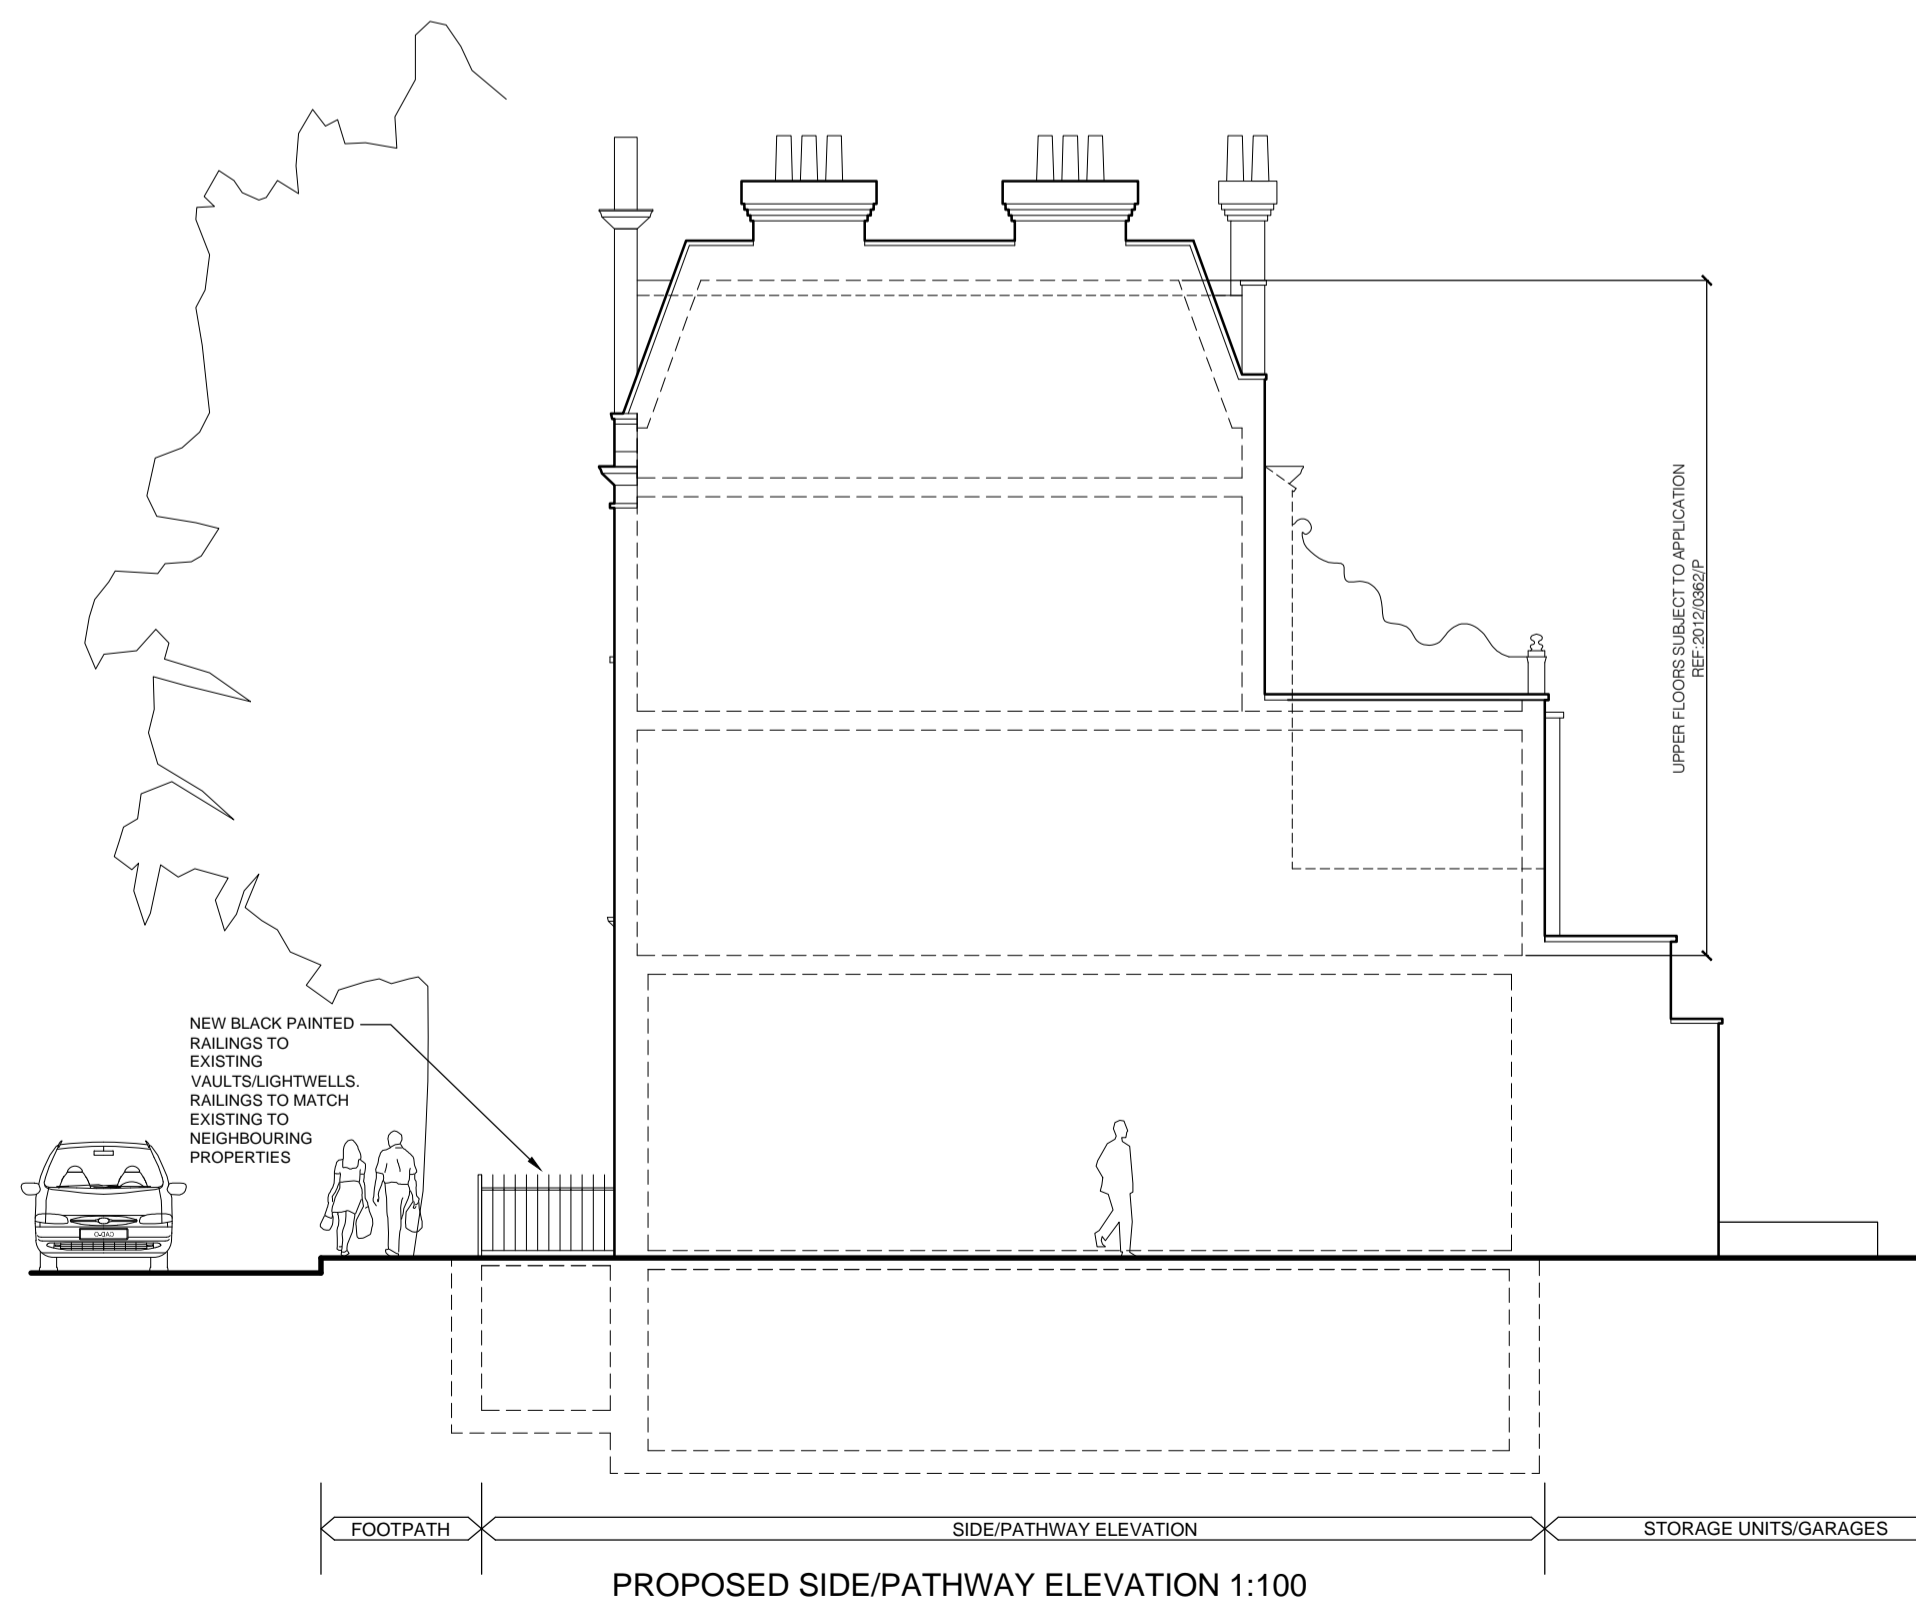 UPPER FLOORS SUBJECT TO APPLICATION
REF:2012/0362/P
NEW BLACK PAINTED
RAILINGS TO
EXISTING
VAULTS/LIGHTWELLS.
RAILINGS TO MATCH
EXISTING TO
NEIGHBOURING
PROPERTIES
FOOTPATH
SIDE/PATHWAY ELEVATION
STORAGE UNITS/GARAGES
PROPOSED SIDE/PATHWAY ELEVATION 1:100